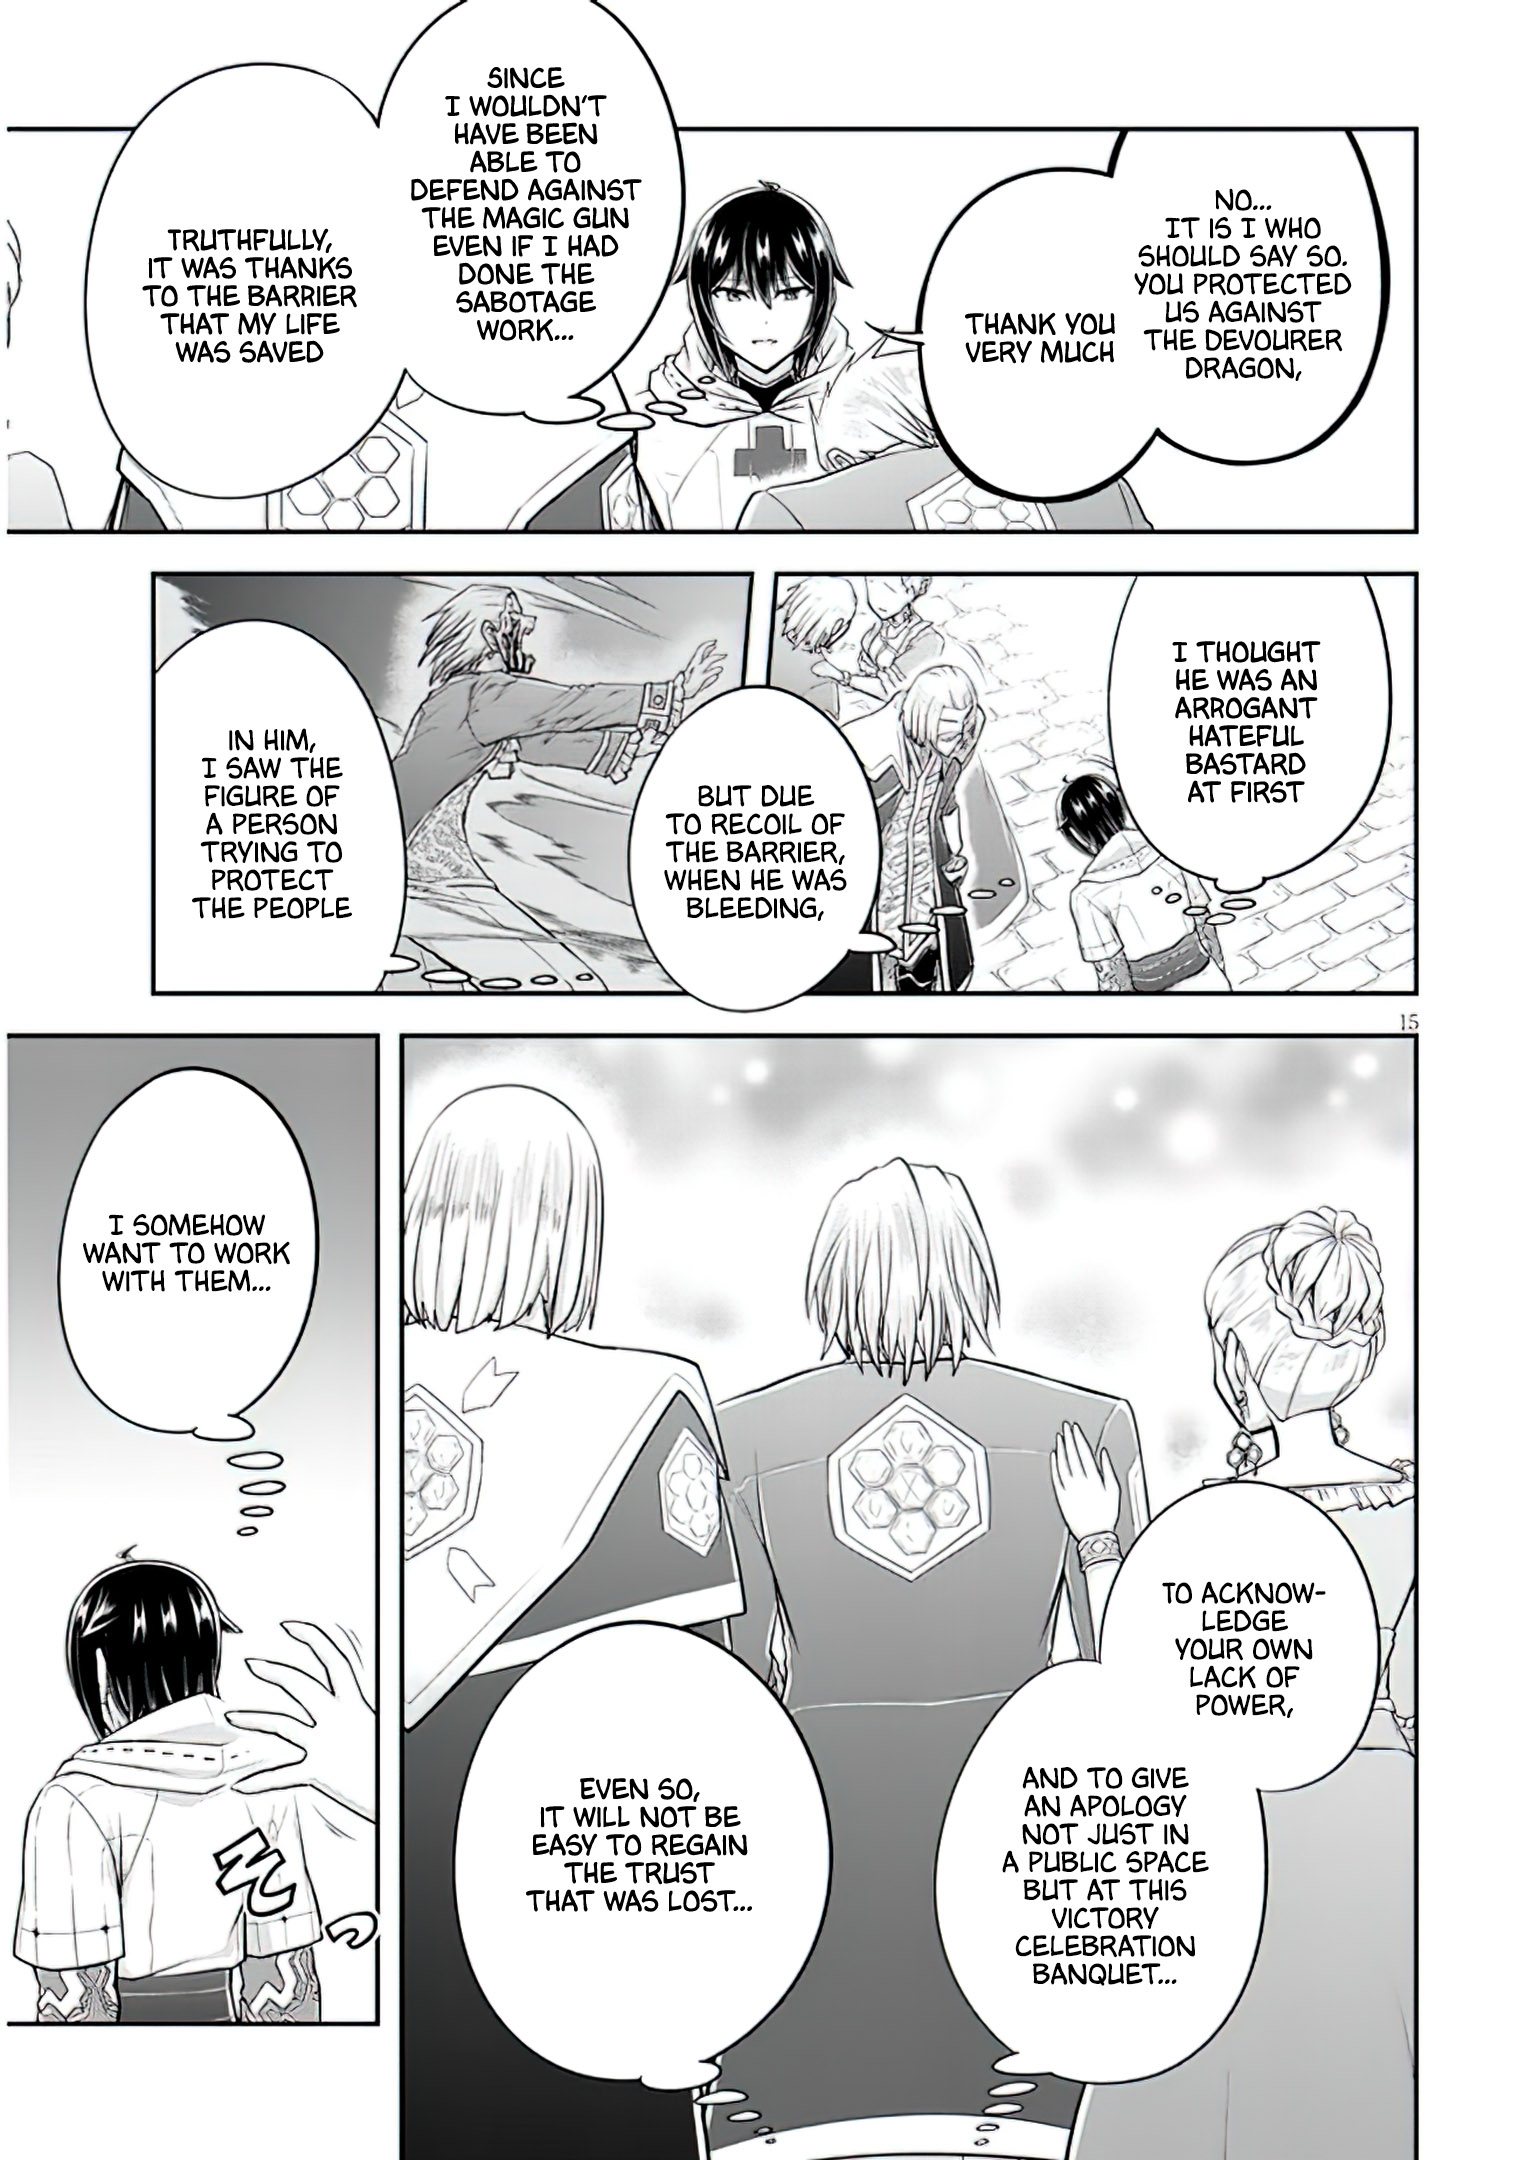 NO...
IT IS I WHO
SHOULD SAY SO.
YOU PROTECTED
US AGAINST
THE DEVOURER
DRAGON,
THANK YOU
VERY MUCH
SINCE
I WOULDN'T
HAVE BEEN
ABLE TO
DEFEND AGAINST
THE MAGIC GUN
EVEN IF I HAD
DONE THE
SABOTAGE
WORK...
TRUTHFULLY,
IT WAS THANKS
TO THE BARRIER
THAT MY LIFE
WAS SAVED
I THOUGHT
HE WAS AN
ARROGANT
HATEFUL
BASTARD
AT FIRST
BUT DUE
TO RECOIL OF
THE BARRIER,
WHEN HE WAS
BLEEDING,
IN HIM,
I SAW THE
FIGURE OF
A PERSON
TRYING TO
PROTECT
THE PEOPLE
15
TO ACKNOW-
LEDGE
YOUR OWN
LACK OF
POWER,
AND TO GIVE
AN APOLOGY
NOT JUST IN
A PUBLIC SPACE
BUT AT THIS
VICTORY
CELEBRATION
BANQUET...
EVEN SO,
IT WILL NOT BE
EASY TO REGAIN
THE TRUST
THAT WAS LOST...
I SOMEHOW
WANT TO WORK
WITH THEM...
そっ